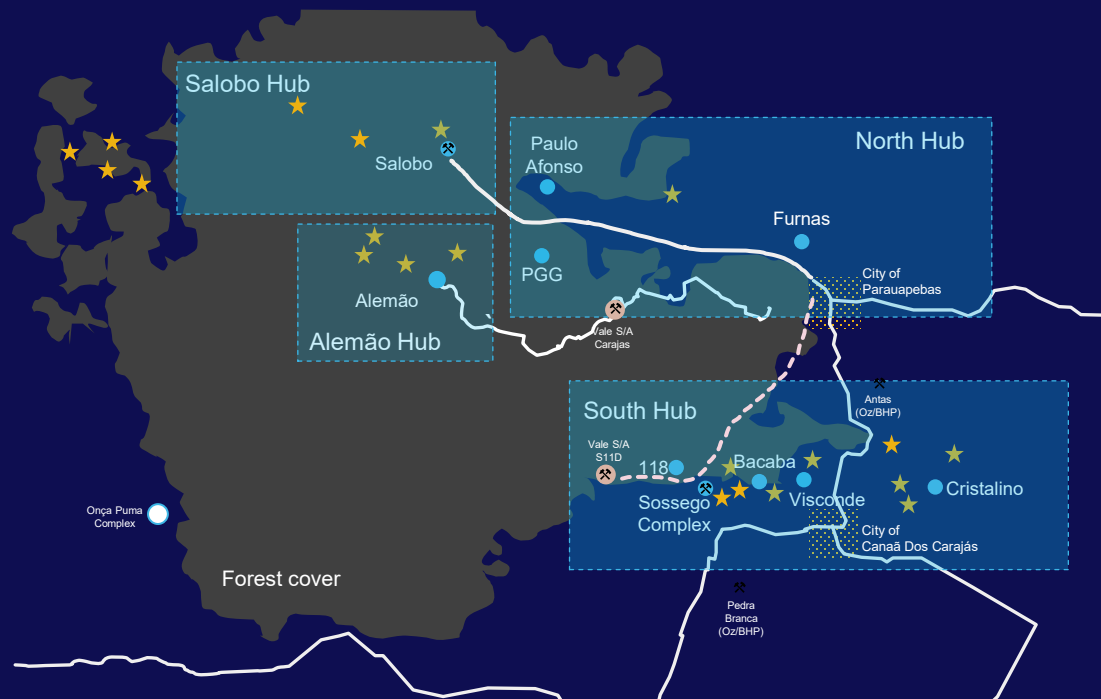 Salobo Hub
Salobo
Paulo
Afonso
North Hub
Furnas
PGG
City of
Parauapebas
Alemão
Alemão Hub
Vale S/A
Carajas
Antas
(Oz/BHP)
South Hub
Vale S/A
S11D
118
Bacaba
Sossego
Complex
Visconde
Cristalino
Onça Puma
Complex
City of
Canaã Dos Carajás
Forest cover
Pedra
Branca
(Oz/BHP)